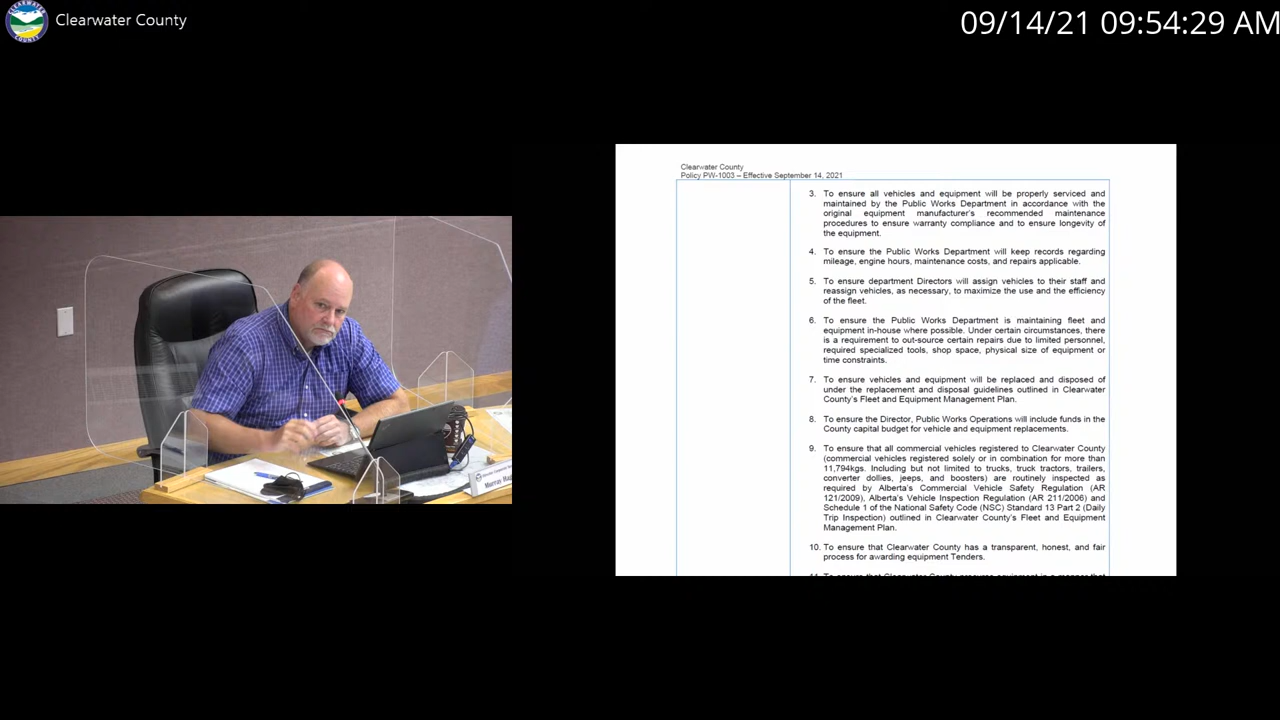 Clearwater County
09/14/21 09:54:29 AM
Clearwater County
Policy PW-1003 – Effective September 14, 2021
3. To ensure all vehicles and equipment will be properly serviced and
maintained by the Public Works Department in accordance with the
original equipment manufacturer's recommended maintenance
procedures to ensure warranty compliance and to ensure longevity of
the equipment.
4. To ensure the Public Works Department will keep records regarding
mileage, engine hours, maintenance costs, and repairs applicable.
5. To ensure department Directors will assign vehicles to their staff and
reassign vehicles, as necessary, to maximize the use and the efficiency
of the fleet.
6. To ensure the Public Works Department is maintaining fleet and
equipment in-house where possible. Under certain circumstances, there
is a requirement to out-source certain repairs due to limited personnel,
required specialized tools, shop space, physical size of equipment or
time constraints.
7. To ensure vehicles and equipment will be replaced and disposed of
under the replacement and disposal guidelines outlined in Clearwater
County's Fleet and Equipment Management Plan.
8. To ensure the Director, Public Works Operations will include funds in the
County capital budget for vehicle and equipment replacements.
9. To ensure that all commercial vehicles registered to Clearwater County
(commercial vehicles registered solely or in combination for more than
11,794kgs. Including but not limited to trucks, truck tractors, trailers,
converter dollies, jeeps, and boosters) are routinely inspected as
required by Alberta's Commercial Vehicle Safety Regulation (AR
121/2009), Alberta's Vehicle Inspection Regulation (AR 211/2006) and
Schedule 1 of the National Safety Code (NSC) Standard 13 Part 2 (Daily
Trip Inspection) outlined in Clearwater County's Fleet and Equipment
Management Plan.
10. To ensure that Clearwater County has a transparent, honest, and fair
process for awarding equipment Tenders.
11. To ensure that Clearwater County procure equipment in a manner that
Murray